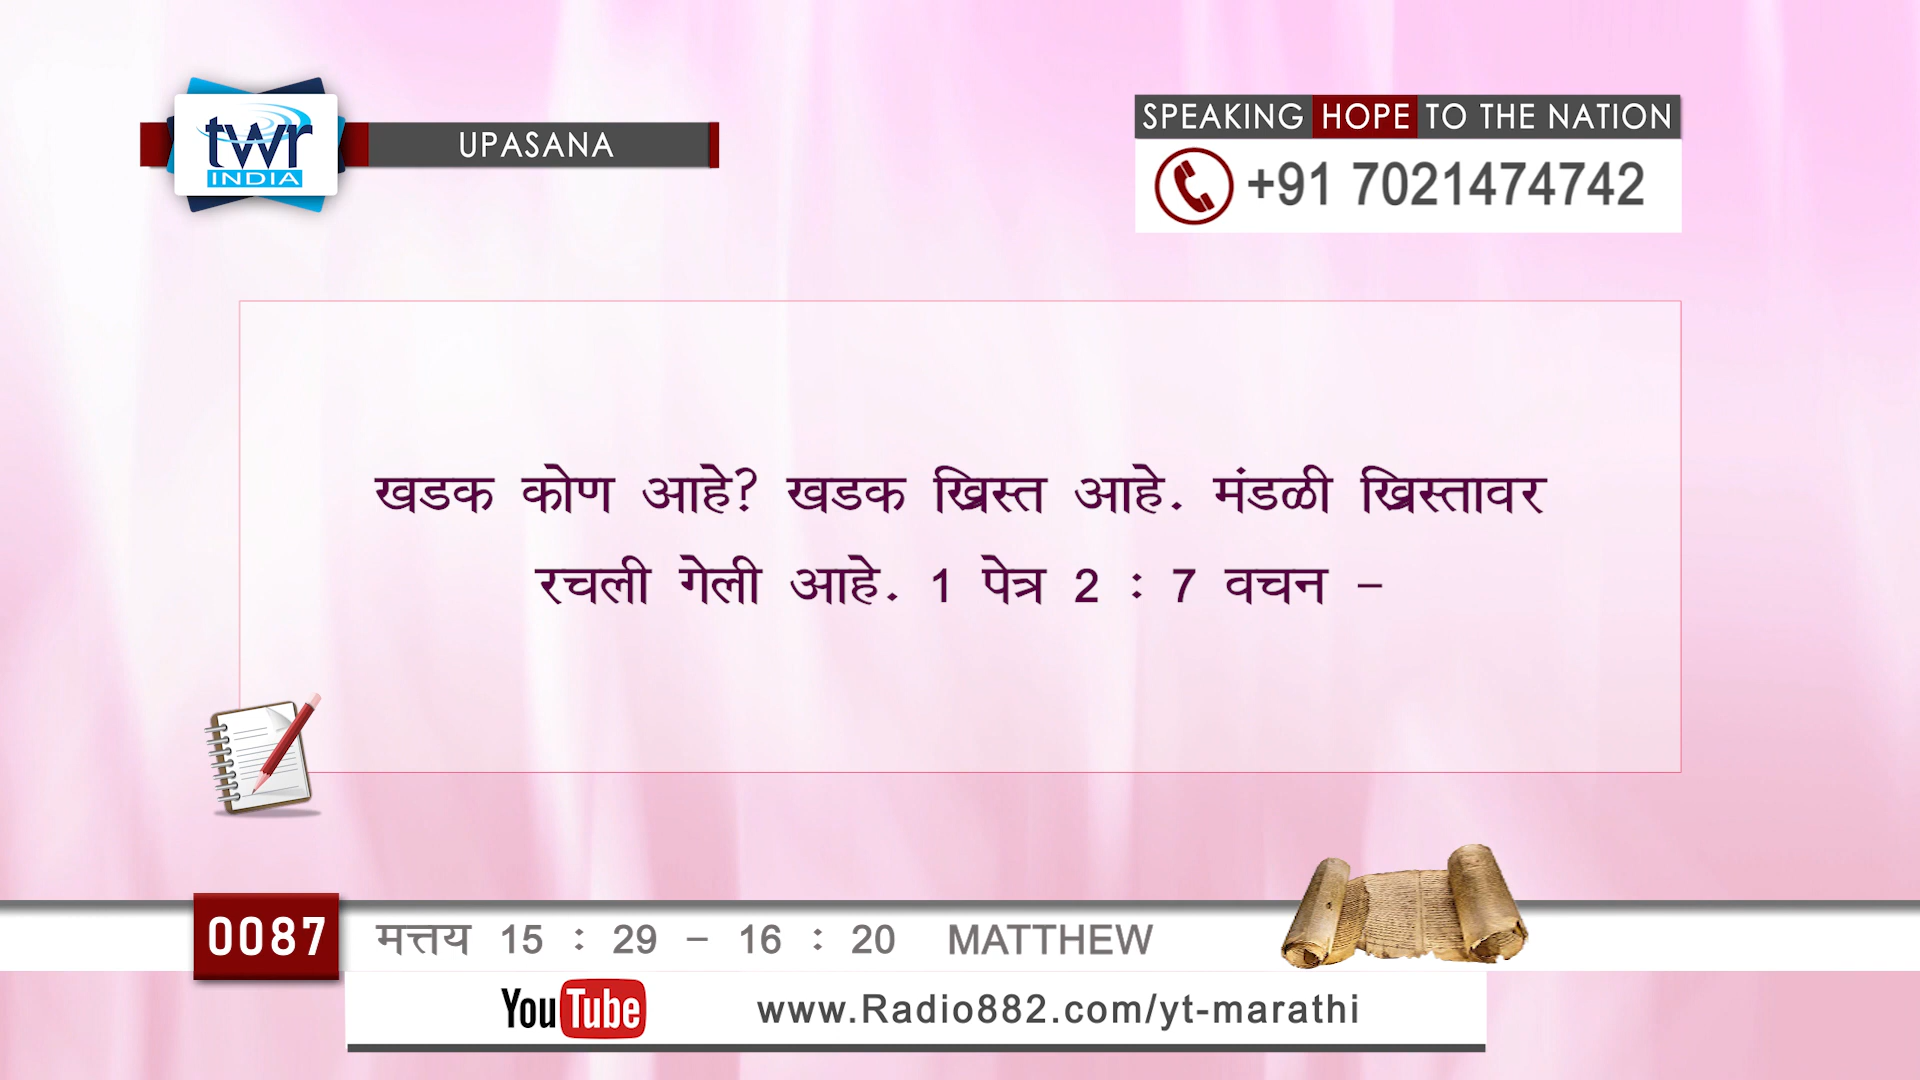 twr
INDIA
UPASANA
SPEAKING HOPE TO THE NATION
+91 7021474742
खडक कोण आहे? खडक ख्रिस्त आहे. मंडळी ख्रिस्तावर
रचली गेली आहे. 1 पेत्र 2 : 7 वचन -
0087
मत्तय 15 : 29 - 16 : 20 MATTHEW
YouTube
www.Radio882.com/yt-marathi